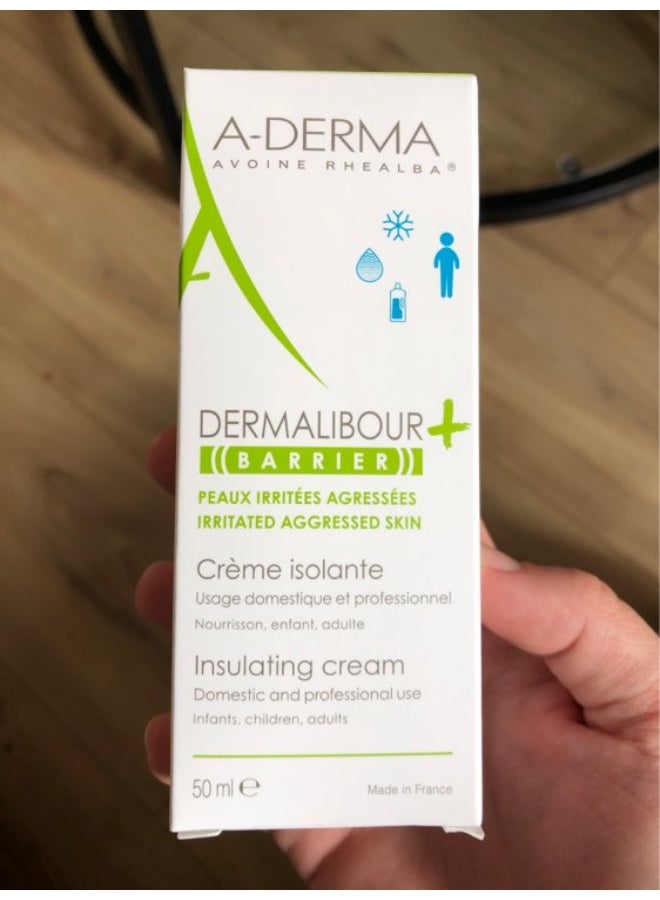 A-DERMA
AVOINE RHEALBA®
DERMALIBOUR+
((BARRIER))
PEAUX IRRITÉES AGRESSÉES
IRRITATED AGGRESSED SKIN
Crème isolante
Usage domestique et professionnel
Nourrisson, enfant, adulte
Insulating cream
Domestic and professional use
Infants, children, adults
50 ml ℮
Made in France